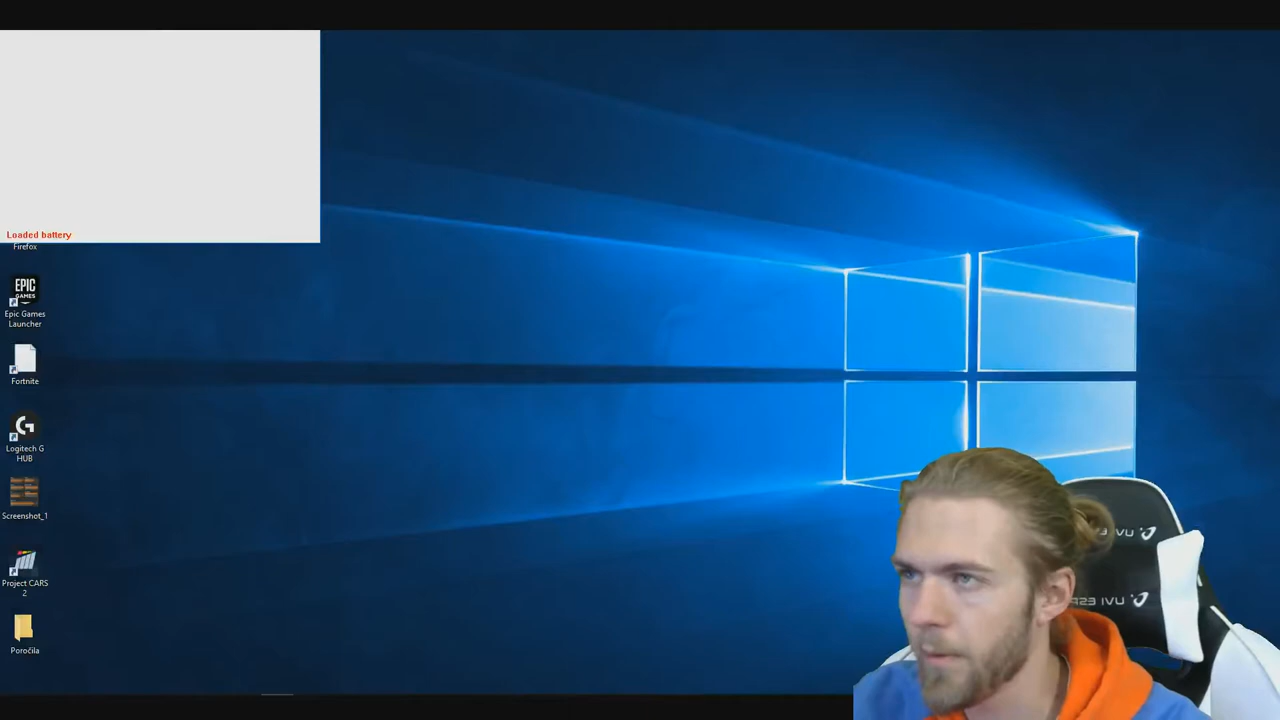 Loaded battery
Firefox
EPIC
GAMES
Epic Games
Launcher
Fortnite
Logitech G
HUB
Screenshot_1
Project CARS
2
Poročila